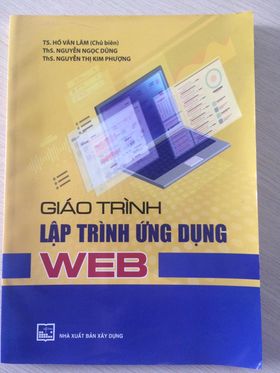 TS. HỒ VĂN LÂM (Chủ biên)
ThS. NGUYỄN NGỌC DŨNG
ThS. NGUYỄN THỊ KIM PHƯỢNG
GIÁO TRÌNH
LẬP TRÌNH ỨNG DỤNG
WEB
NHÀ XUẤT BẢN XÂY DỰNG